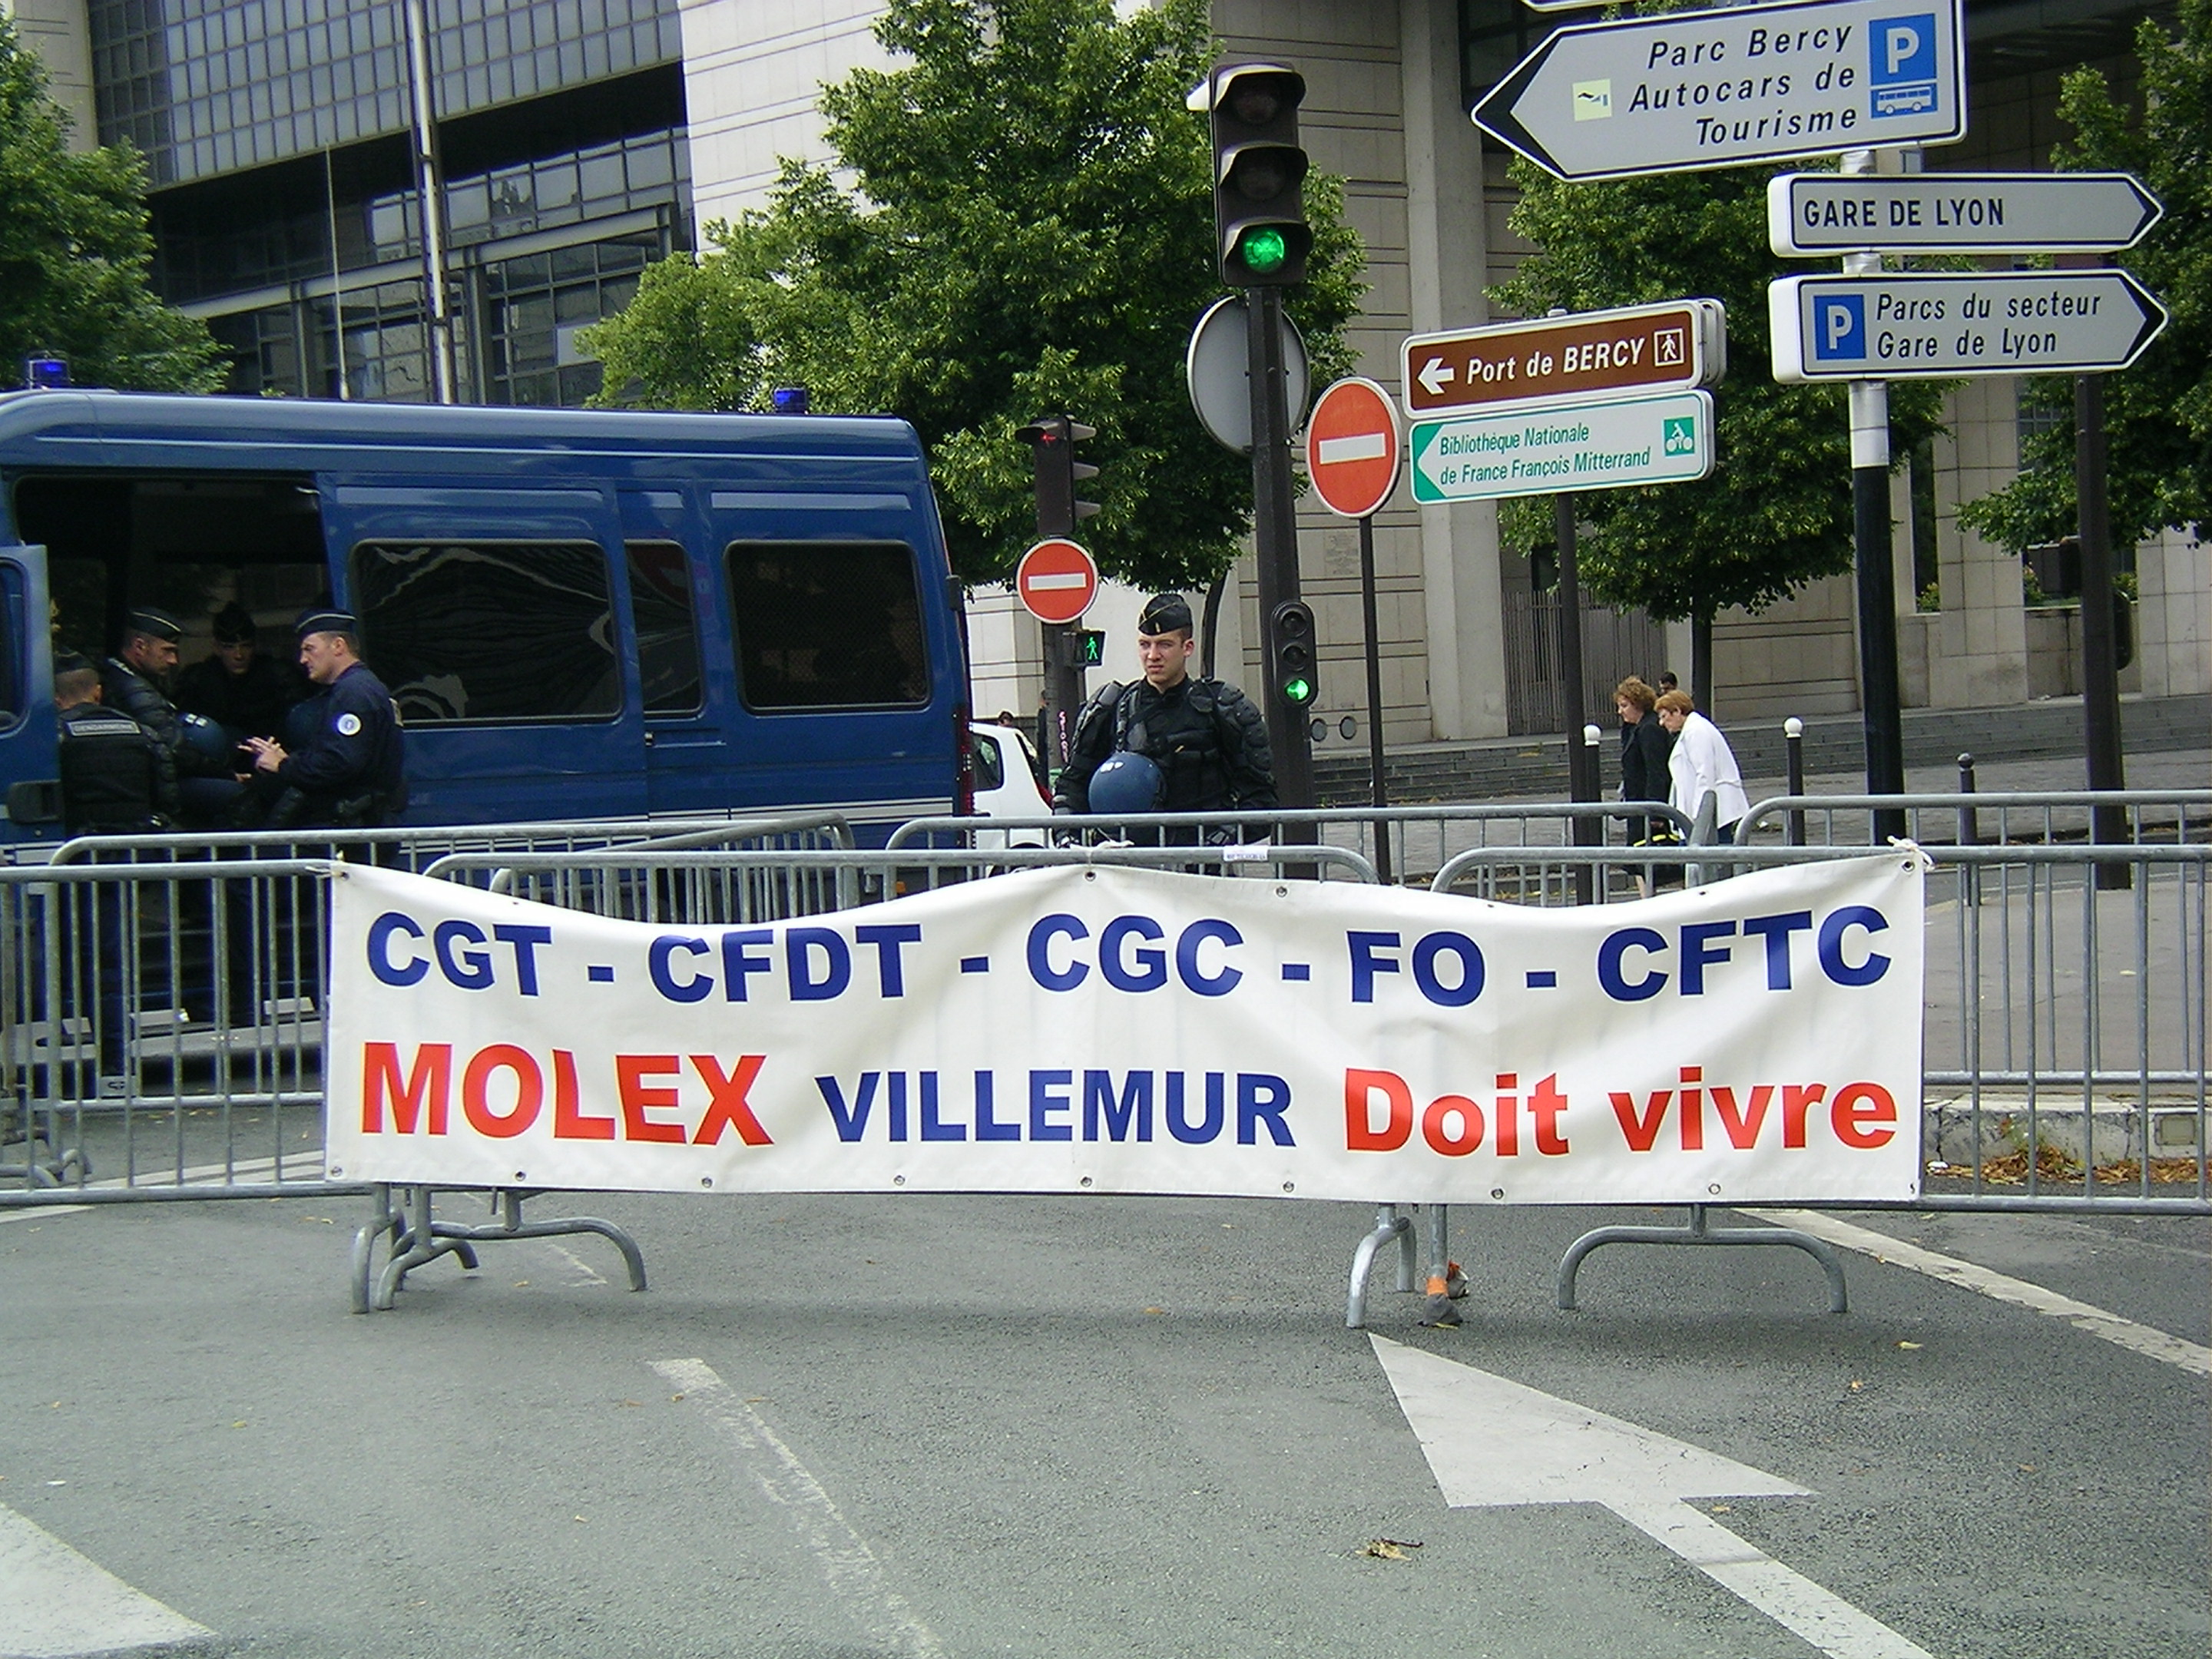 Parc Bercy
Autocars de
Tourisme
P
GARE DE LYON
P
Parcs du secteur
Gare de Lyon
Port de BERCY
Bibliothèque Nationale
de France François Mitterrand
GENDARMERIE
CGT - CFDT - CGC - FO - CFTC
MOLEX VILLEMUR Doit vivre